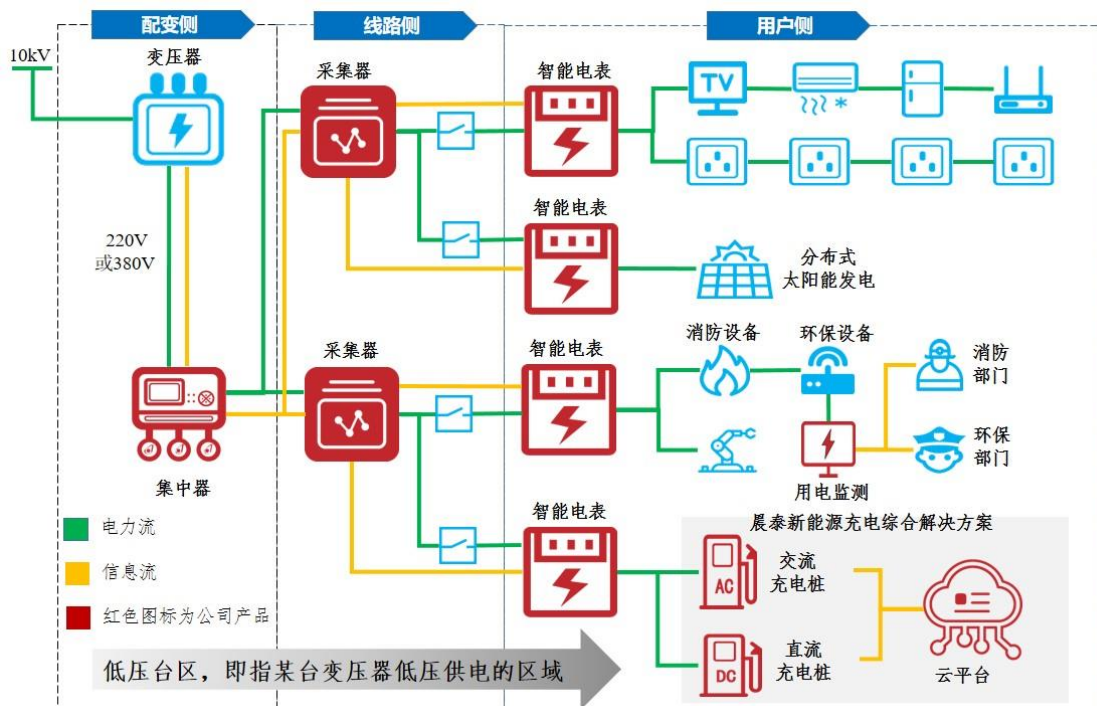 配变侧
线路侧
用户侧
10kV
变压器
采集器
智能电表
TV
智能电表
220V
或380V
分布式
太阳能发电
采集器
智能电表
消防设备
环保设备
消防
部门
环保
部门
集中器
用电监测
智能电表
电力流
信息流
红色图标为公司产品
晨泰新能源充电综合解决方案
AC
交流
充电桩
DC
直流
充电桩
云平台
低压台区，即指某台变压器低压供电的区域